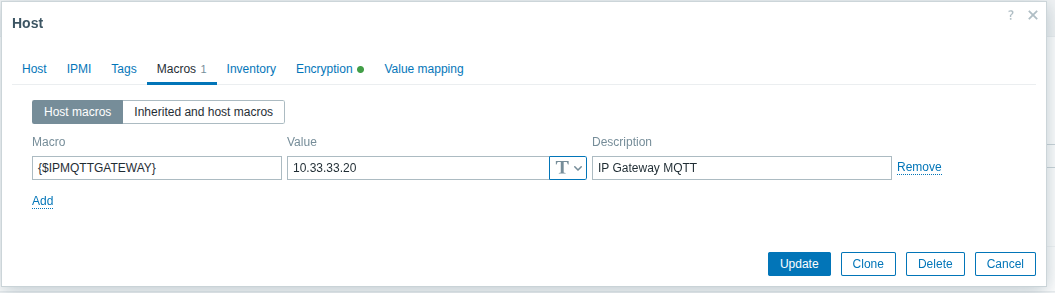 Host
?
Host IPMI Tags Macros 1 Inventory Encryption Value mapping
Host macros Inherited and host macros
Macro Value Description
{$IPMQTTGATEWAY} 10.33.33.20 T IP Gateway MQTT Remove
Add
Update Clone Delete Cancel